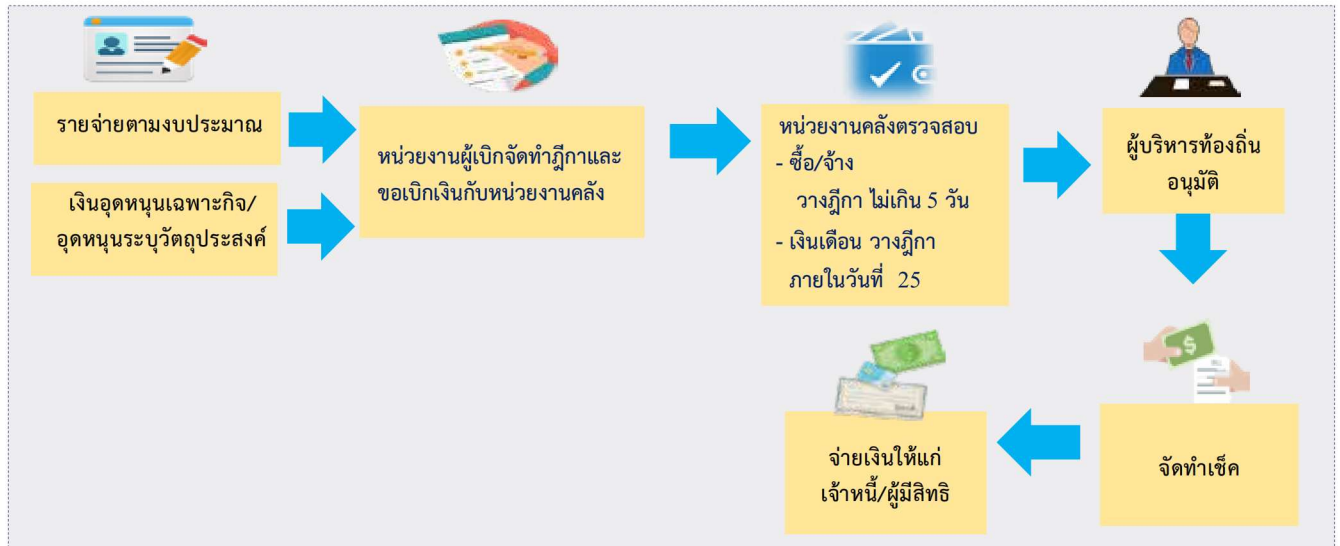 รายจ่ายตามงบประมาณ
เงินอุดหนุนเฉพาะกิจ/
อุดหนุนระบุวัตถุประสงค์
หน่วยงานผู้เบิกจัดทำฎีกาและ
ขอเบิกเงินกับหน่วยงานคลัง
หน่วยงานคลังตรวจสอบ
- ซื้อ/จ้าง
วางฎีกา ไม่เกิน 5 วัน
- เงินเดือน วางฎีกา
ภายในวันที่ 25
ผู้บริหารท้องถิ่น
อนุมัติ
จัดทำเช็ค
จ่ายเงินให้แก่
เจ้าหนี้/ผู้มีสิทธิ